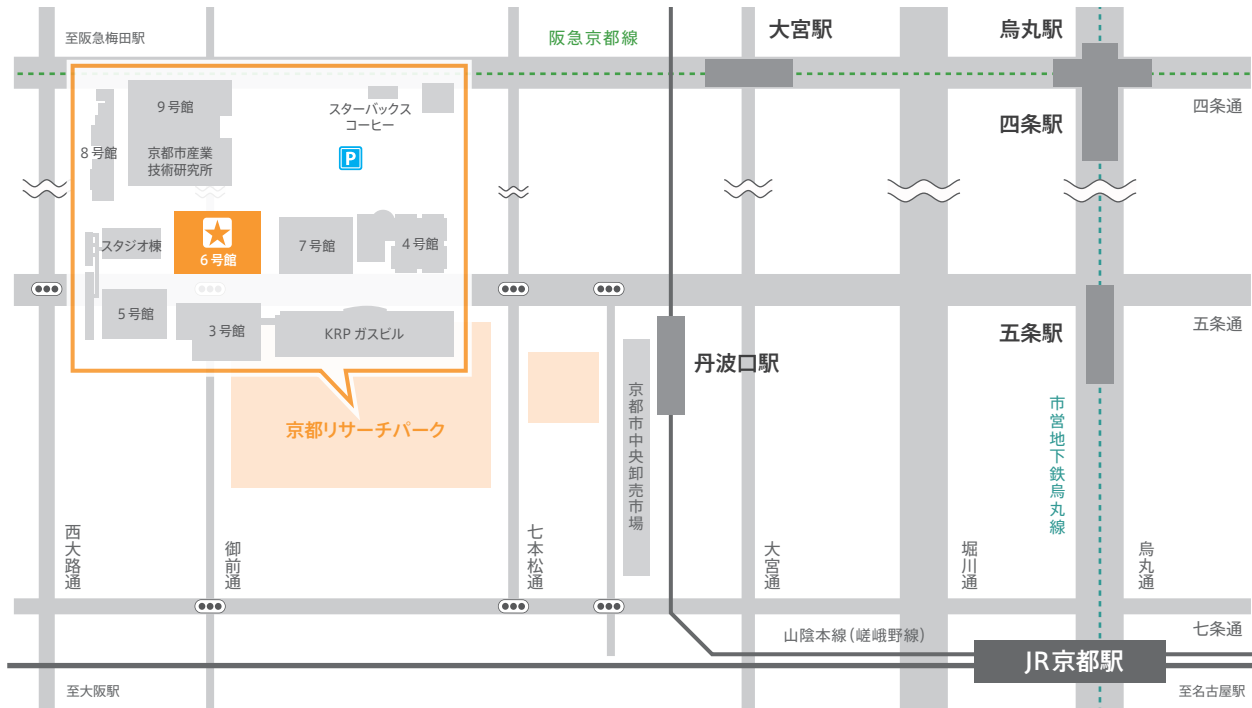 至阪急梅田駅
阪急京都線
大宮駅
烏丸駅
四条通
四条駅
9号館
スターバックス
コーヒー
8号館
京都市産業
技術研究所
P
スタジオ棟
6号館
7号館
4号館
5号館
3号館
KRP ガスビル
五条通
五条駅
丹波口駅
京都リサーチパーク
京都市中央卸売市場
市営地下鉄烏丸線
西大路通
御前通
七本松通
大宮通
堀川通
烏丸通
七条通
山陰本線(嵯峨野線)
JR京都駅
至大阪駅
至名古屋駅